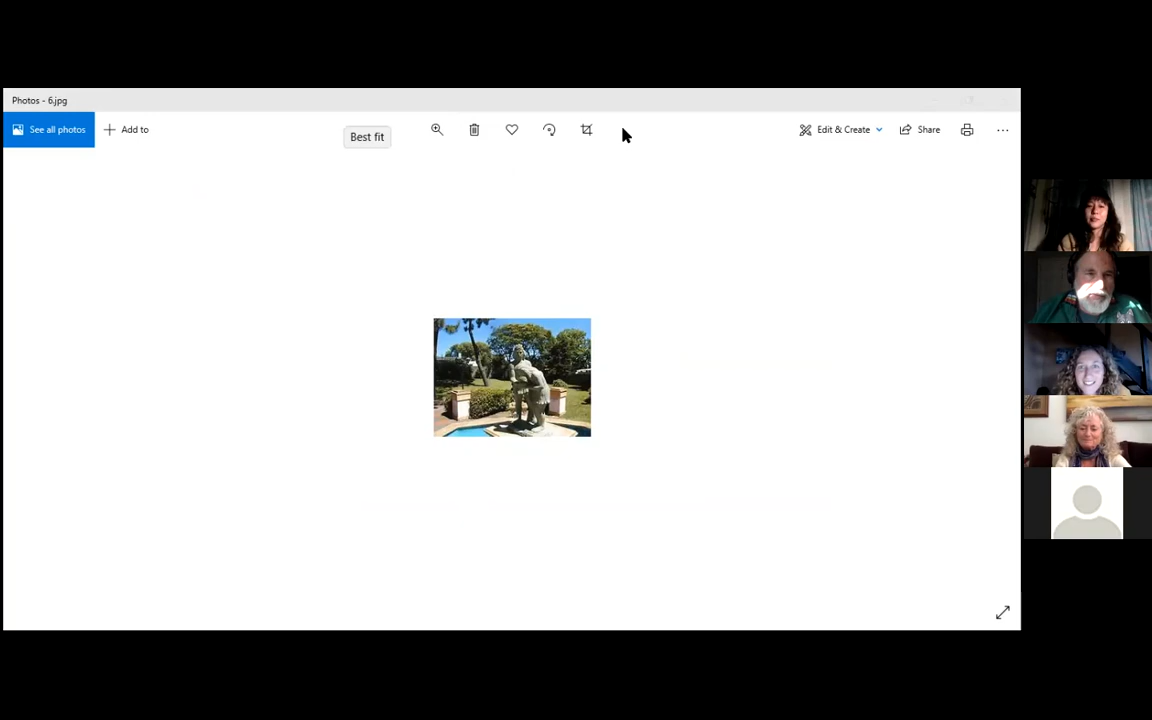 Photos - 6.jpg
See all photos
Add to
Best fit
Edit & Create
Share